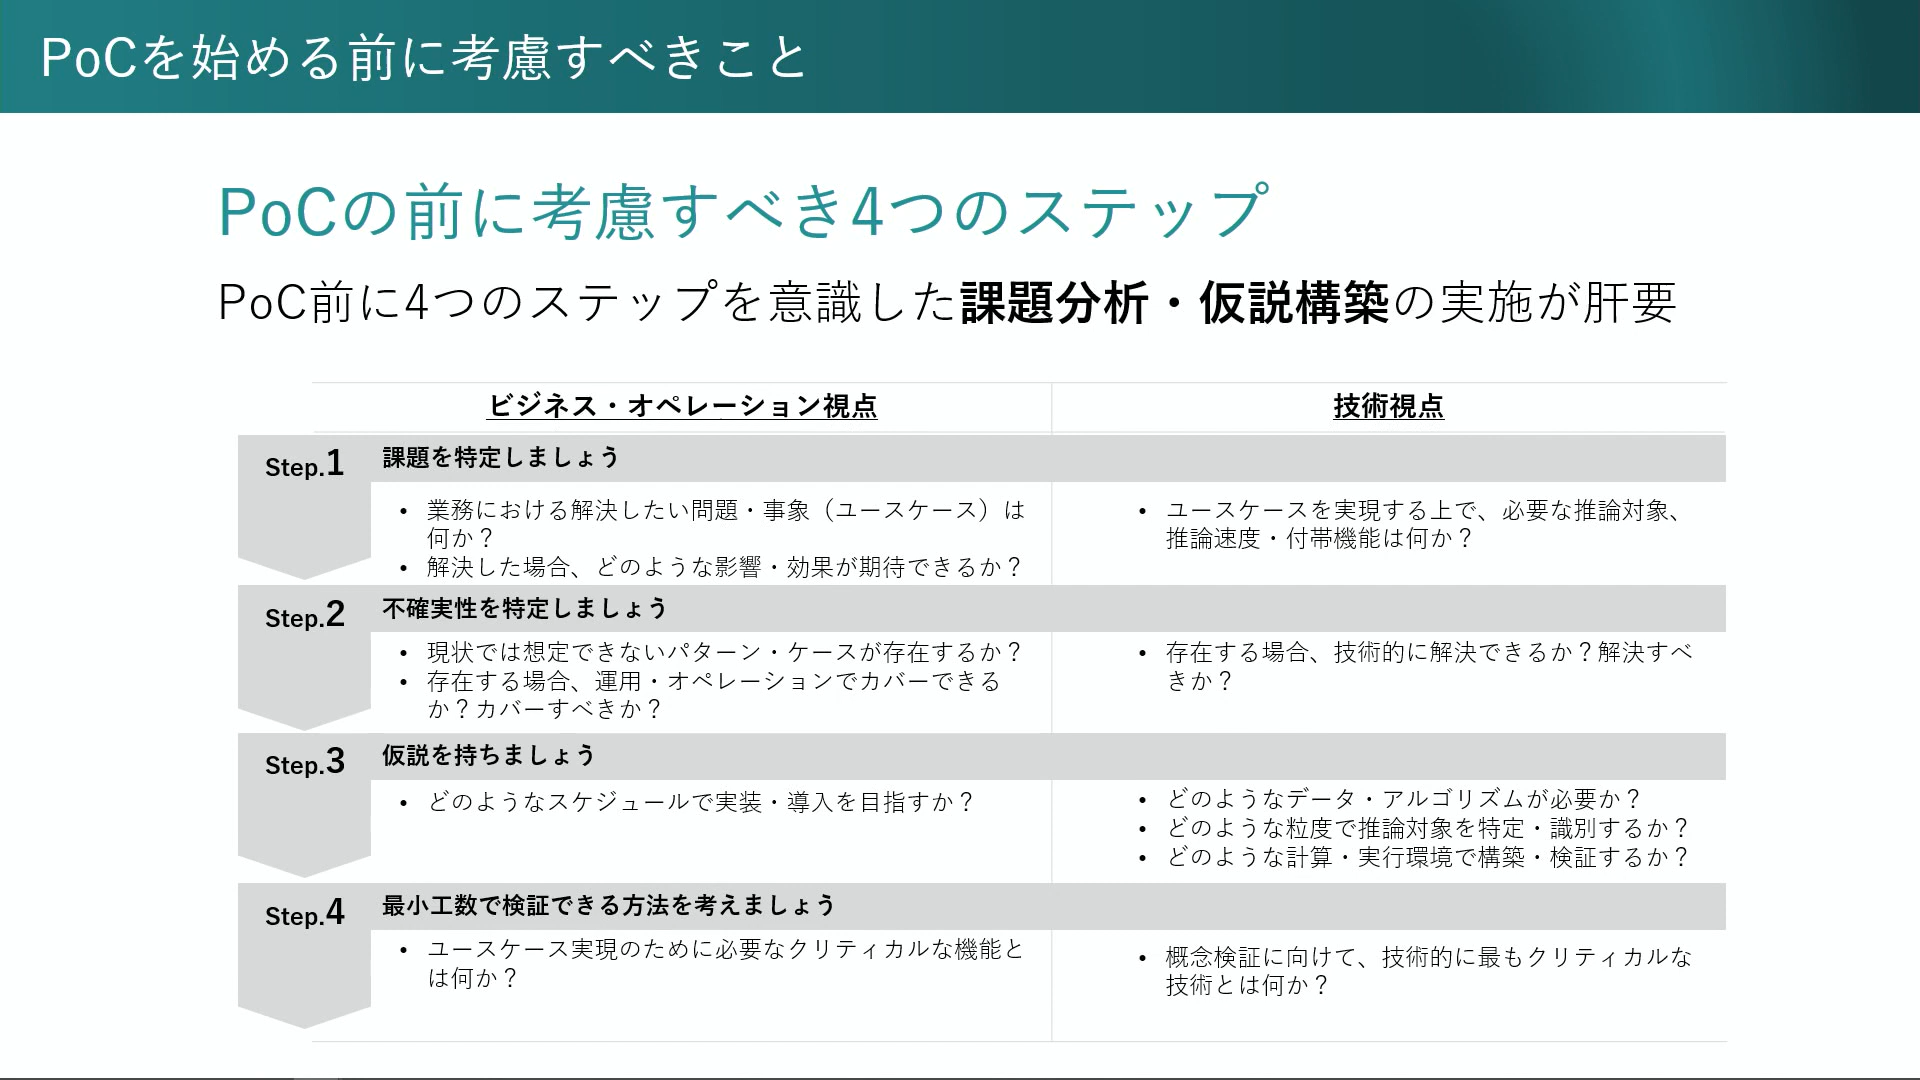 PoCを始める前に考慮すべきこと
PoCの前に考慮すべき4つのステップ
PoC前に4つのステップを意識した課題分析・仮説構築の実施が肝要
ビジネス・オペレーション視点
技術視点
Step.1
課題を特定しましょう
• 業務における解決したい問題・事象（ユースケース）は
何か？
• 解決した場合、どのような影響・効果が期待できるか？
• ユースケースを実現する上で、必要な推論対象、
推論速度・付帯機能は何か？
Step.2
不確実性を特定しましょう
• 現状では想定できないパターン・ケースが存在するか？
• 存在する場合、運用・オペレーションでカバーできる
か？カバーすべきか？
• 存在する場合、技術的に解決できるか？解決すべ
きか？
Step.3
仮説を持ちましょう
• どのようなスケジュールで実装・導入を目指すか？
• どのようなデータ・アルゴリズムが必要か？
• どのような粒度で推論対象を特定・識別するか？
• どのような計算・実行環境で構築・検証するか？
Step.4
最小工数で検証できる方法を考えましょう
• ユースケース実現のために必要なクリティカルな機能と
は何か？
• 概念検証に向けて、技術的に最もクリティカルな
技術とは何か？